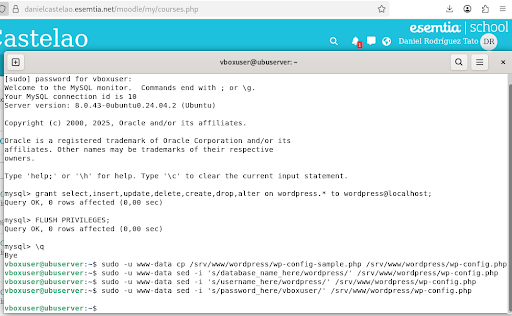 danielcastelao.esemtia.net/moodle/my/courses.php
esemtia | school
Castelao
Daniel Rodríguez Tato
DR
vboxuser@ubuserver: ~
[sudo] password for vboxuser:
Welcome to the MySQL monitor.  Commands end with ; or \g.
Your MySQL connection id is 10
Server version: 8.0.43-0ubuntu0.24.04.2 (Ubuntu)
Copyright (c) 2000, 2025, Oracle and/or its affiliates.
Oracle is a registered trademark of Oracle Corporation and/or its
affiliates. Other names may be trademarks of their respective
owners.
Type 'help;' or '\h' for help. Type '\c' to clear the current input statement.
mysql> grant select,insert,update,delete,create,drop,alter on wordpress.* to wordpress@localhost;
Query OK, 0 rows affected (0,00 sec)
mysql> FLUSH PRIVILEGES;
Query OK, 0 rows affected (0,00 sec)
mysql> \q
Bye
vboxuser@ubuserver:~$ sudo -u www-data cp /srv/www/wordpress/wp-config-sample.php /srv/www/wordpress/wp-config.php
vboxuser@ubuserver:~$ sudo -u www-data sed -i 's/database_name_here/wordpress/' /srv/www/wordpress/wp-config.php
vboxuser@ubuserver:~$ sudo -u www-data sed -i 's/username_here/wordpress/' /srv/www/wordpress/wp-config.php
vboxuser@ubuserver:~$ sudo -u www-data sed -i 's/password_here/vboxuser/' /srv/www/wordpress/wp-config.php
vboxuser@ubuserver:~$